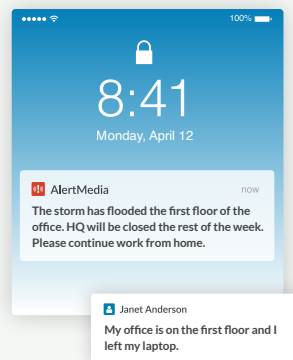 100%
8:41
Monday, April 12
AlertMedia now
The storm has flooded the first floor of the
office. HQ will be closed the rest of the week.
Please continue work from home.
Janet Anderson
My office is on the first floor and I
left my laptop.